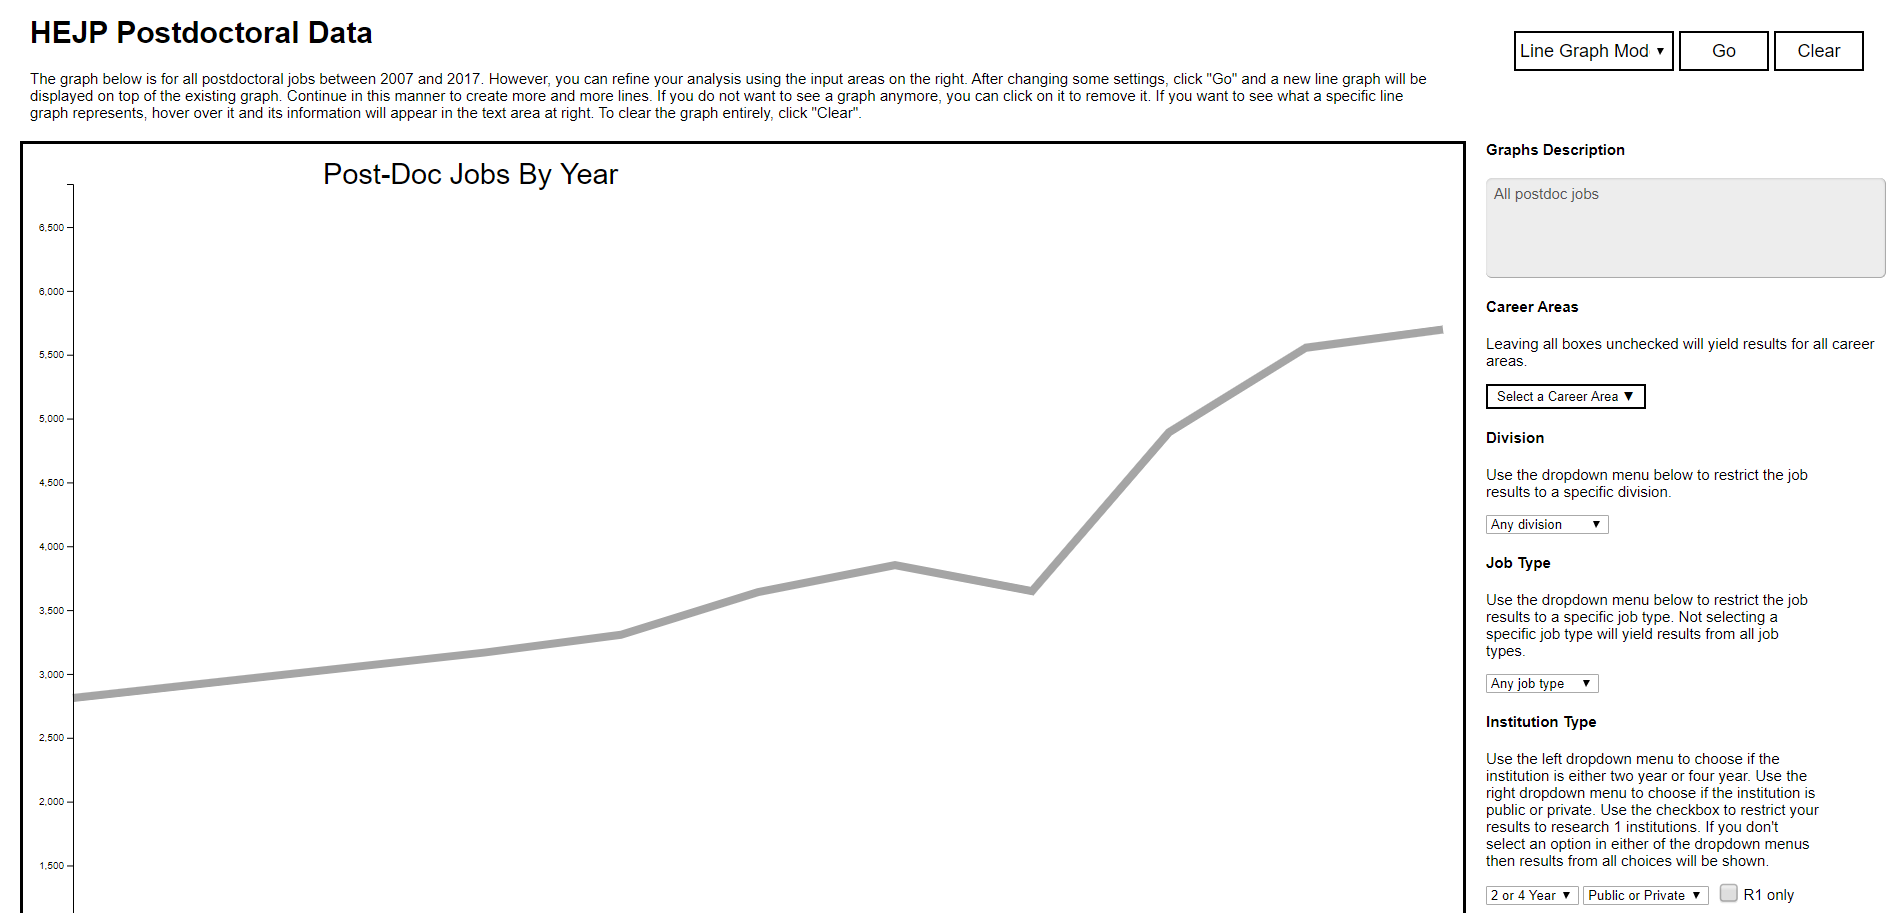 HEJP Postdoctoral Data
Line Graph Mod ▼
Go
Clear
The graph below is for all postdoctoral jobs between 2007 and 2017. However, you can refine your analysis using the input areas on the right. After changing some settings, click "Go" and a new line graph will be
displayed on top of the existing graph. Continue in this manner to create more and more lines. If you do not want to see a graph anymore, you can click on it to remove it. If you want to see what a specific line
graph represents, hover over it and its information will appear in the text area at right. To clear the graph entirely, click "Clear".
Post-Doc Jobs By Year
6,500
6,000
5,500
5,000
4,500
4,000
3,500
3,000
2,500
2,000
1,500
Graphs Description
All postdoc jobs
Career Areas
Leaving all boxes unchecked will yield results for all career
areas.
Select a Career Area ▼
Division
Use the dropdown menu below to restrict the job
results to a specific division.
Any division ▼
Job Type
Use the dropdown menu below to restrict the job
results to a specific job type. Not selecting a
specific job type will yield results from all job
types.
Any job type ▼
Institution Type
Use the left dropdown menu to choose if the
institution is either two year or four year. Use the
right dropdown menu to choose if the institution is
public or private. Use the checkbox to restrict your
results to research 1 institutions. If you don't
select an option in either of the dropdown menus
then results from all choices will be shown.
2 or 4 Year ▼ Public or Private ▼ R1 only